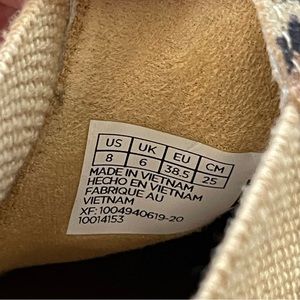 US UK EU CM
8 6 38.5 25
MADE IN VIETNAM
HECHO EN VIETNAM
FABRIQUE AU
VIETNAM
XF: 1004940619-20
10014153